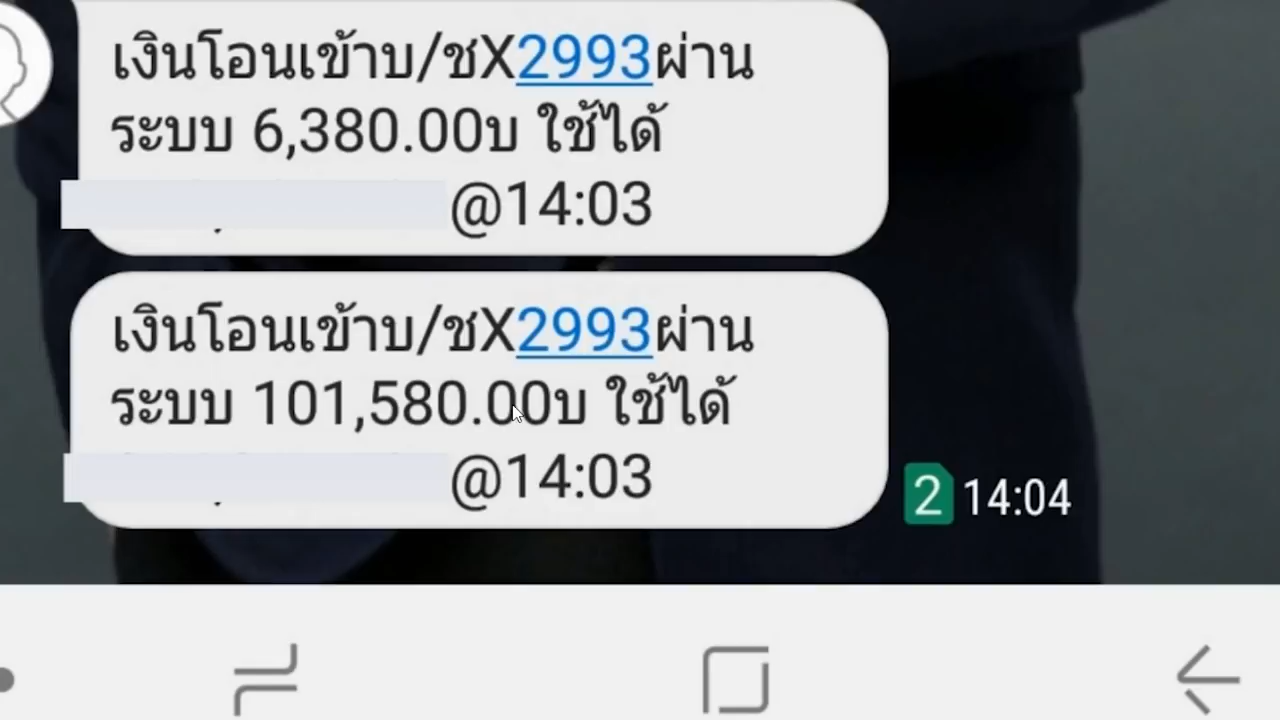 เงินโอนเข้าบ/ชX2993ผ่าน
ระบบ 6,380.00บ ใช้ได้
@14:03
เงินโอนเข้าบ/ชX2993ผ่าน
ระบบ 101,580.00บ ใช้ได้
@14:03
2 14:04